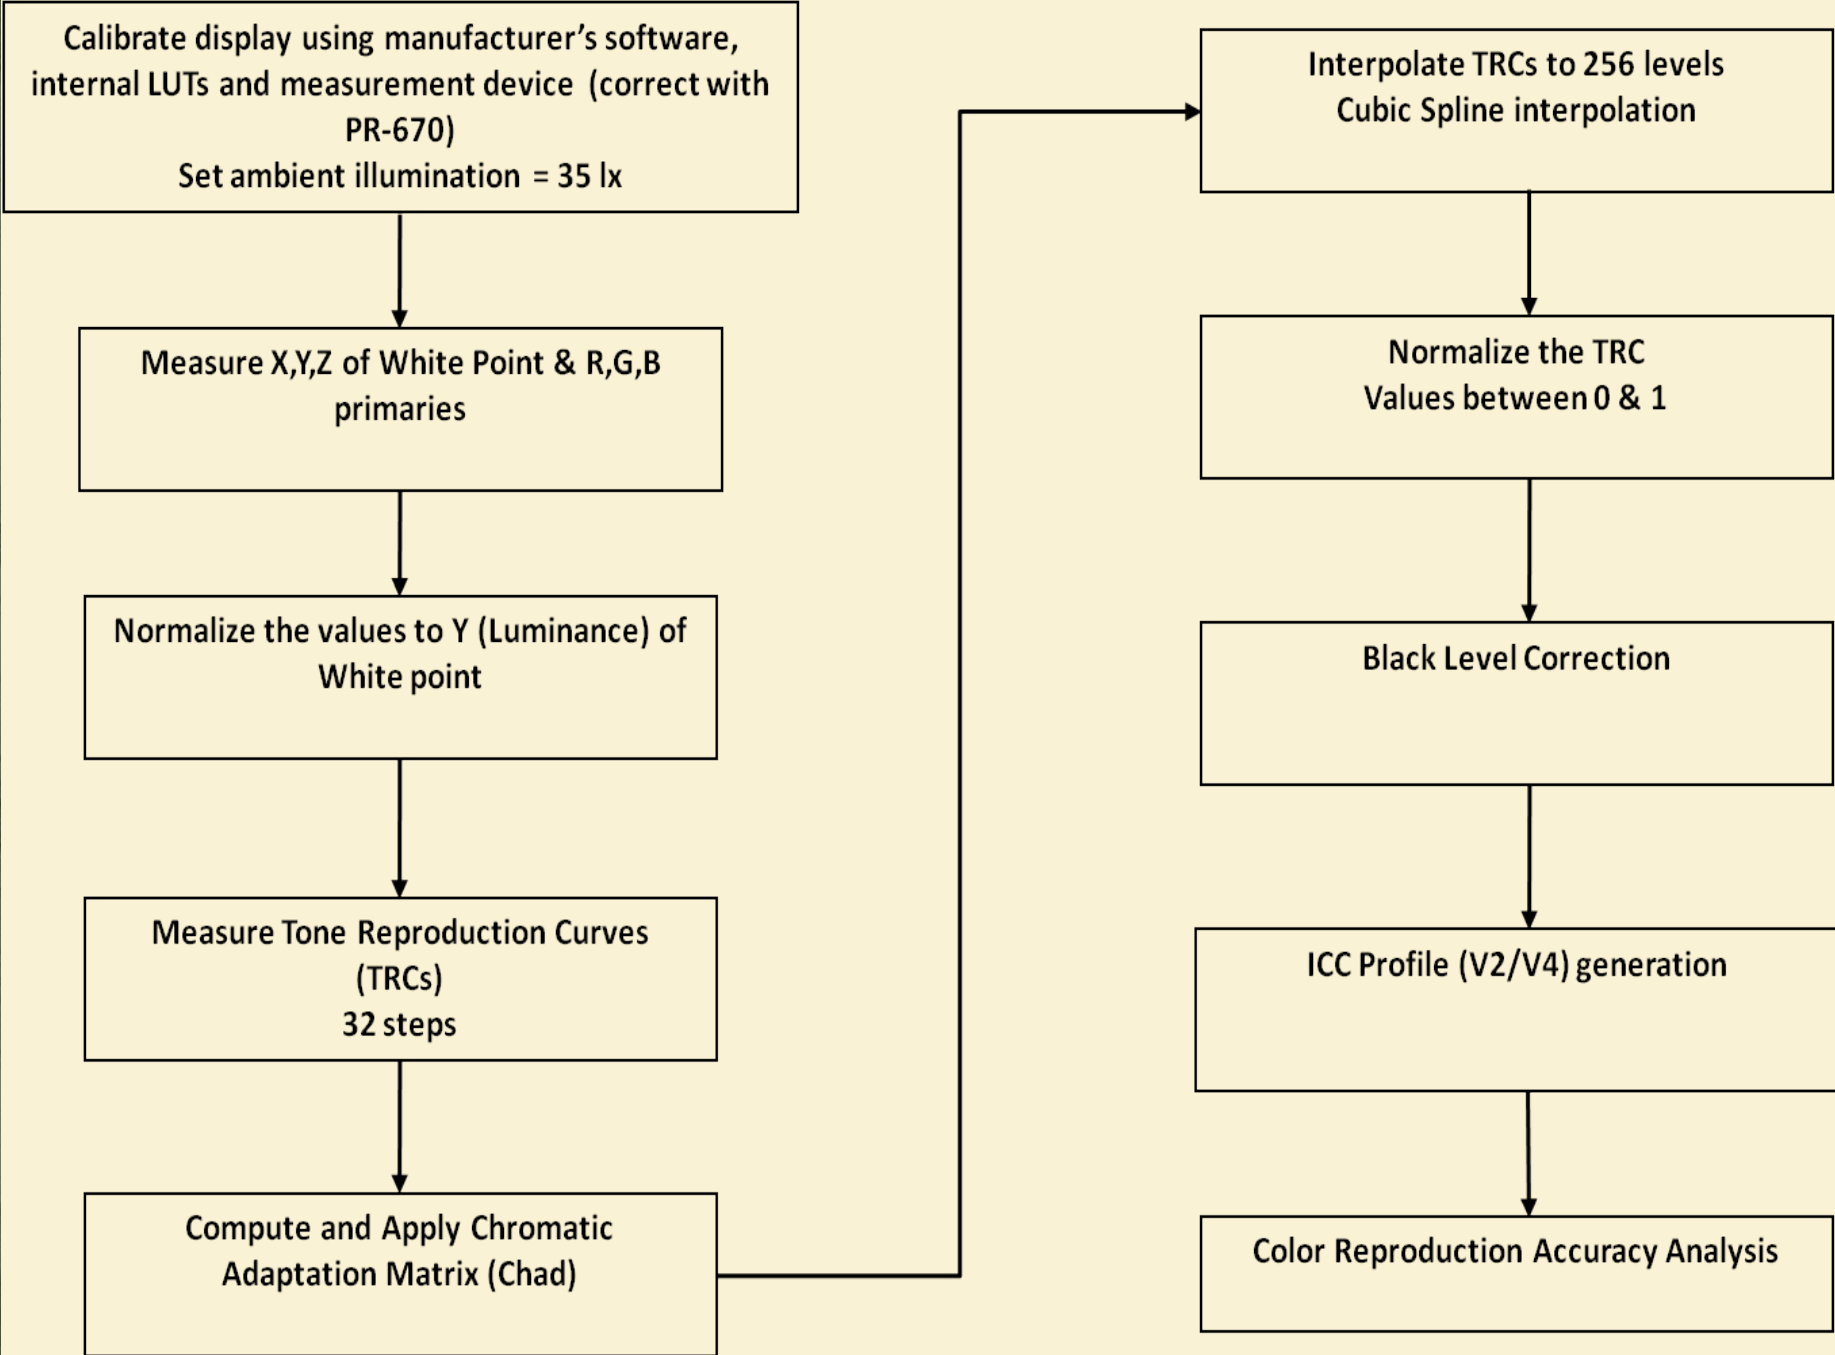 Calibrate display using manufacturer's software,
internal LUTs and measurement device (correct with
PR-670)
Set ambient illumination = 35 lx
Measure X,Y,Z of White Point & R,G,B
primaries
Normalize the values to Y (Luminance) of
White point
Measure Tone Reproduction Curves
(TRCs)
32 steps
Compute and Apply Chromatic
Adaptation Matrix (Chad)
Interpolate TRCs to 256 levels
Cubic Spline interpolation
Normalize the TRC
Values between 0 & 1
Black Level Correction
ICC Profile (V2/V4) generation
Color Reproduction Accuracy Analysis